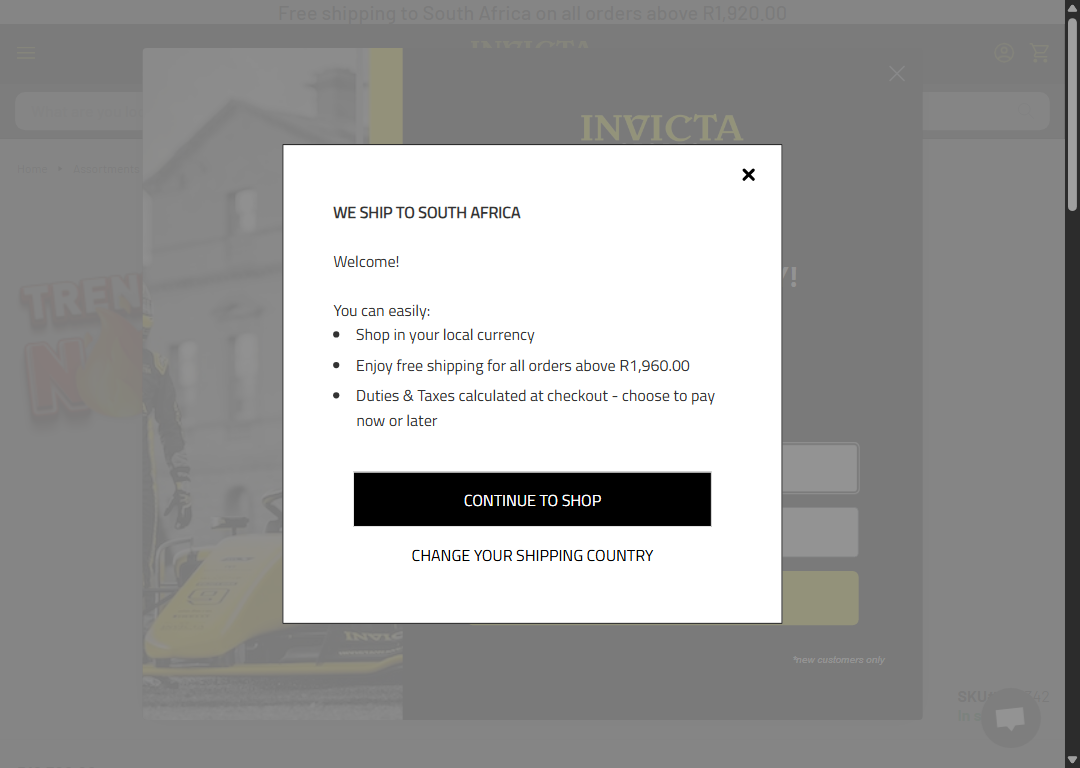 Free shipping to South Africa on all orders above R1,920.00
INVICTA
Home • Assortments
INVICTA
WE SHIP TO SOUTH AFRICA
Welcome!
You can easily:
Shop in your local currency
Enjoy free shipping for all orders above R1,960.00
Duties & Taxes calculated at checkout - choose to pay
now or later
CONTINUE TO SHOP
CHANGE YOUR SHIPPING COUNTRY
INVICTA
*new customers only